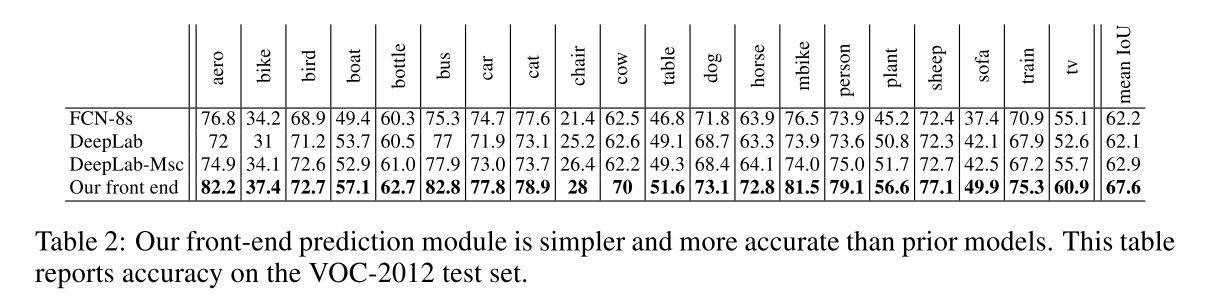 aero bike bird boat bottle bus car cat chair cow table dog horse mbike person plant sheep sofa train tv mean IoU
FCN-8s 76.8 34.2 68.9 49.4 60.3 75.3 74.7 77.6 21.4 62.5 46.8 71.8 63.9 76.5 73.9 45.2 72.4 37.4 70.9 55.1 62.2
DeepLab 72 31 71.2 53.7 60.5 77 71.9 73.1 25.2 62.6 49.1 68.7 63.3 73.9 73.6 50.8 72.3 42.1 67.9 52.6 62.1
DeepLab-Msc 74.9 34.1 72.6 52.9 61.0 77.9 73.0 73.7 26.4 62.2 49.3 68.4 64.1 74.0 75.0 51.7 72.7 42.5 67.2 55.7 62.9
Our front end 82.2 37.4 72.7 57.1 62.7 82.8 77.8 78.9 28 70 51.6 73.1 72.8 81.5 79.1 56.6 77.1 49.9 75.3 60.9 67.6
Table 2: Our front-end prediction module is simpler and more accurate than prior models. This table
reports accuracy on the VOC-2012 test set.